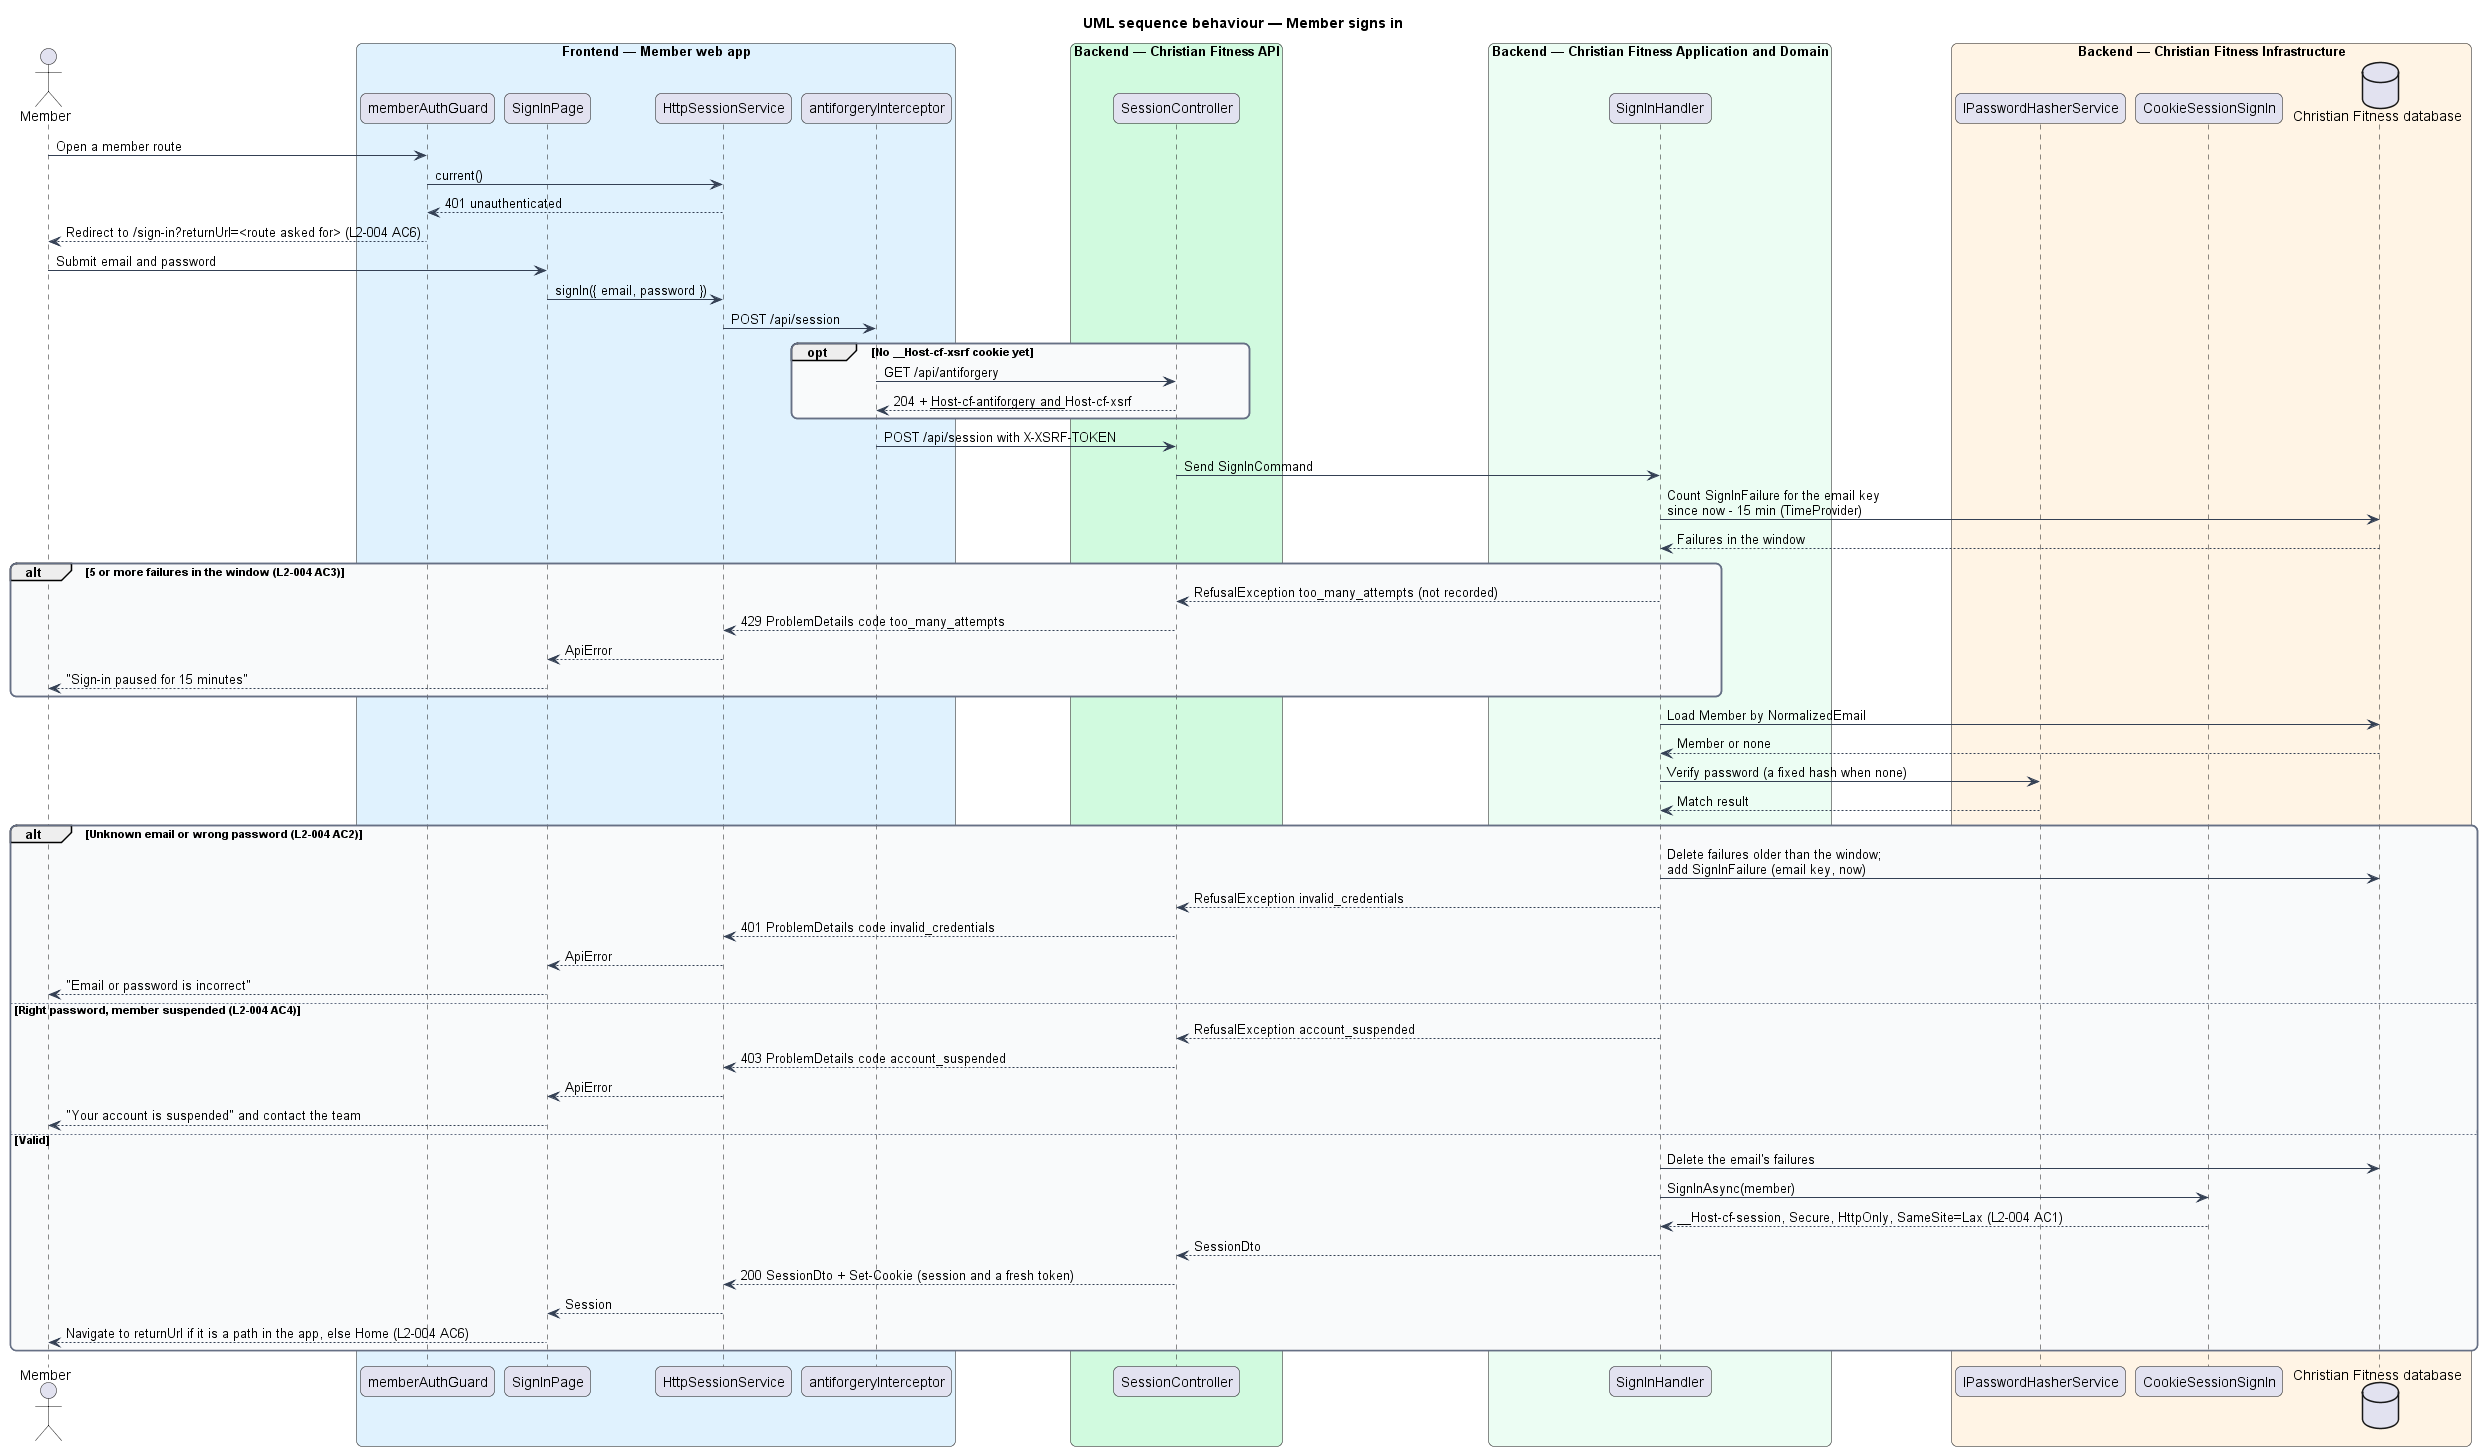 UML sequence behaviour — Member signs in
Frontend — Member web app
Backend — Christian Fitness API
Backend — Christian Fitness Application and Domain
Backend — Christian Fitness Infrastructure
Member
memberAuthGuard
SignInPage
HttpSessionService
antiforgeryInterceptor
SessionController
SignInHandler
IPasswordHasherService
CookieSessionSignIn
Christian Fitness database
Open a member route
current()
401 unauthenticated
Redirect to /sign-in?returnUrl=<route asked for> (L2-004 AC6)
Submit email and password
signIn({ email, password })
POST /api/session
opt
[No __Host-cf-xsrf cookie yet]
GET /api/antiforgery
204 + Host-cf-antiforgery and Host-cf-xsrf
POST /api/session with X-XSRF-TOKEN
Send SignInCommand
Count SignInFailure for the email key
since now - 15 min (TimeProvider)
Failures in the window
alt
[5 or more failures in the window (L2-004 AC3)]
RefusalException too_many_attempts (not recorded)
429 ProblemDetails code too_many_attempts
ApiError
"Sign-in paused for 15 minutes"
Load Member by NormalizedEmail
Member or none
Verify password (a fixed hash when none)
Match result
alt
[Unknown email or wrong password (L2-004 AC2)]
Delete failures older than the window;
add SignInFailure (email key, now)
RefusalException invalid_credentials
401 ProblemDetails code invalid_credentials
ApiError
"Email or password is incorrect"
[Right password, member suspended (L2-004 AC4)]
RefusalException account_suspended
403 ProblemDetails code account_suspended
ApiError
"Your account is suspended" and contact the team
[Valid]
Delete the email's failures
SignInAsync(member)
__Host-cf-session, Secure, HttpOnly, SameSite=Lax (L2-004 AC1)
SessionDto
200 SessionDto + Set-Cookie (session and a fresh token)
Session
Navigate to returnUrl if it is a path in the app, else Home (L2-004 AC6)
Member
memberAuthGuard
SignInPage
HttpSessionService
antiforgeryInterceptor
SessionController
SignInHandler
IPasswordHasherService
CookieSessionSignIn
Christian Fitness database